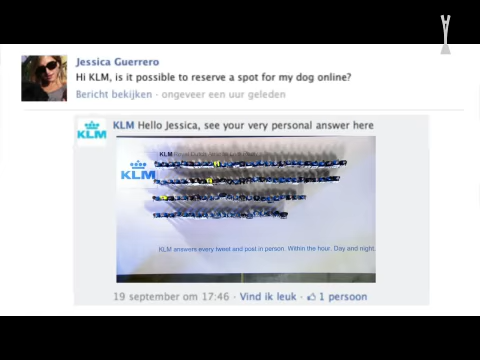 Jessica Guerrero
Hi KLM, is it possible to reserve a spot for my dog online?
Bericht bekijken · ongeveer een uur geleden
KLM
KLM Hello Jessica, see your very personal answer here
KLM
KLM
KLM answers every tweet and post in person. Within the hour. Day and night.
19 september om 17:46 · Vind ik leuk · 1 persoon